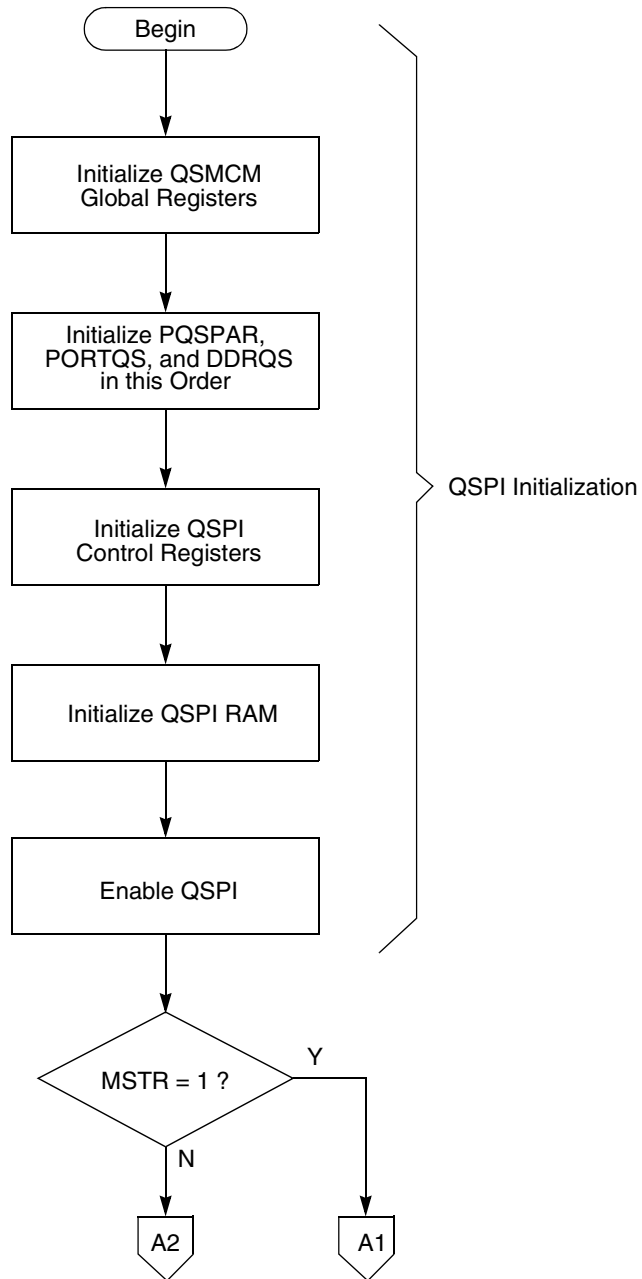 Begin
Initialize QSMCM
Global Registers
Initialize PQSPAR,
PORTQS, and DDRQS
in this Order
QSPI Initialization
Initialize QSPI
Control Registers
Initialize QSPI RAM
Enable QSPI
MSTR = 1 ?
Y
N
A2
A1